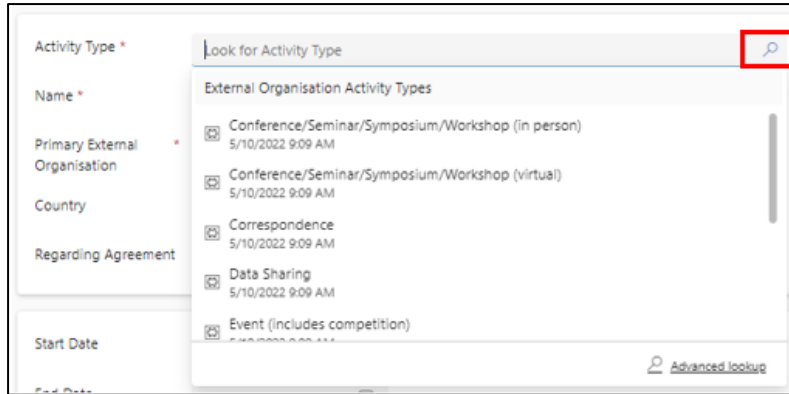 Activity Type *
Look for Activity Type
Name *
External Organisation Activity Types
Conference/Seminar/Symposium/Workshop (in person)
5/10/2022 9:09 AM
Primary External *
Organisation
Conference/Seminar/Symposium/Workshop (virtual)
5/10/2022 9:09 AM
Country
Correspondence
5/10/2022 9:09 AM
Regarding Agreement
Data Sharing
5/10/2022 9:09 AM
Start Date
Event (includes competition)
Advanced lookup